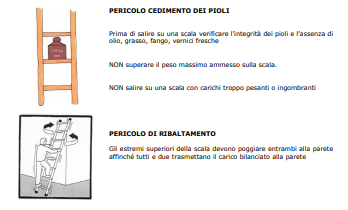 PERICOLO CEDIMENTO DEI PIOLI
Prima di salire su una scala verificare l'integrità dei pioli e l'assenza di
olio, grasso, fango, vernici fresche
NON superare il peso massimo ammesso sulla scala.
NON salire su una scala con carichi troppo pesanti o ingombranti
PERICOLO DI RIBALTAMENTO
Gli estremi superiori della scala devono poggiare entrambi alla parete
affinché tutti e due trasmettano il carico bilanciato alla parete